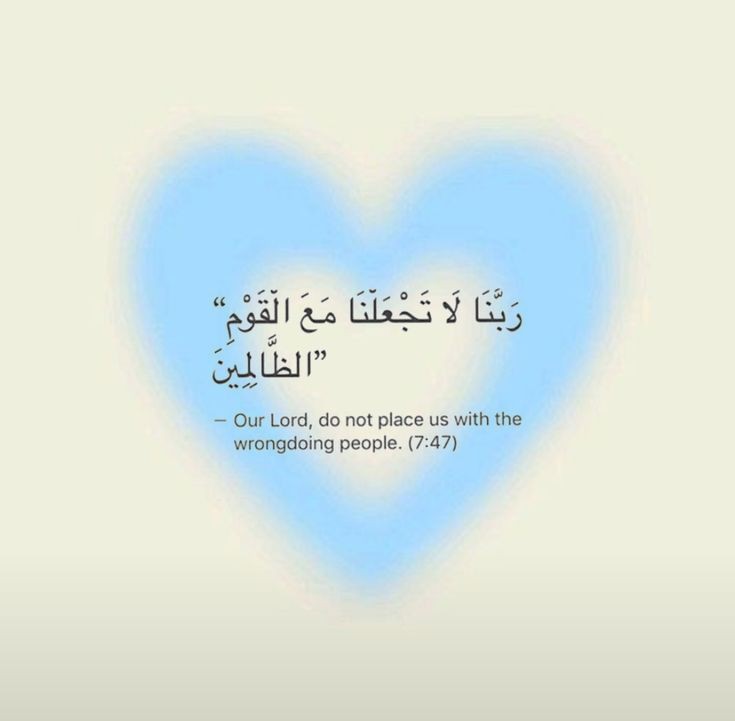 “رَبَّنَا لَا تَجْعَلْنَا مَعَ الْقَوْمِ
الظَّالِمِينَ”
– Our Lord, do not place us with the
wrongdoing people. (7:47)